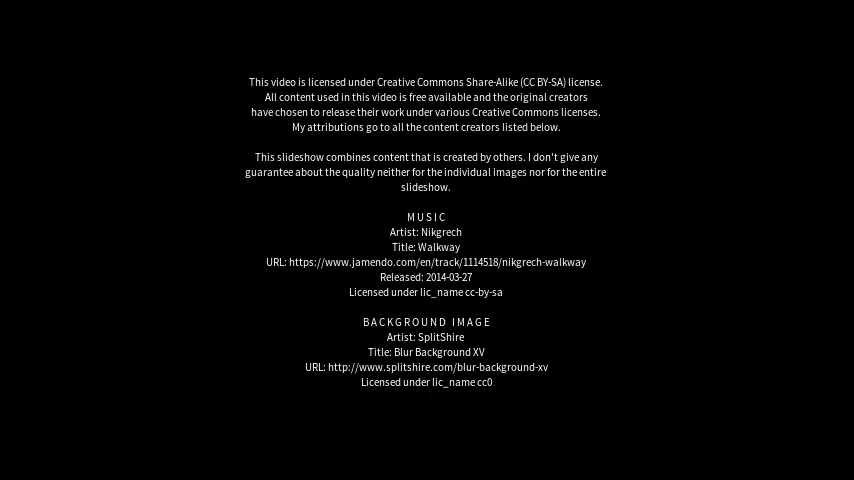 This video is licensed under Creative Commons Share-Alike (CC BY-SA) license.
All content used in this video is free available and the original creators
have chosen to release their work under various Creative Commons licenses.
My attributions go to all the content creators listed below.
This slideshow combines content that is created by others. I don't give any
guarantee about the quality neither for the individual images nor for the entire
slideshow.
MUSIC
Artist: Nikgrech
Title: Walkway
URL: https://www.jamendo.com/en/track/1114518/nikgrech-walkway
Released: 2014-03-27
Licensed under lic_name cc-by-sa
BACKGROUND IMAGE
Artist: SplitShire
Title: Blur Background XV
URL: http://www.splitshire.com/blur-background-xv
Licensed under lic_name cc0